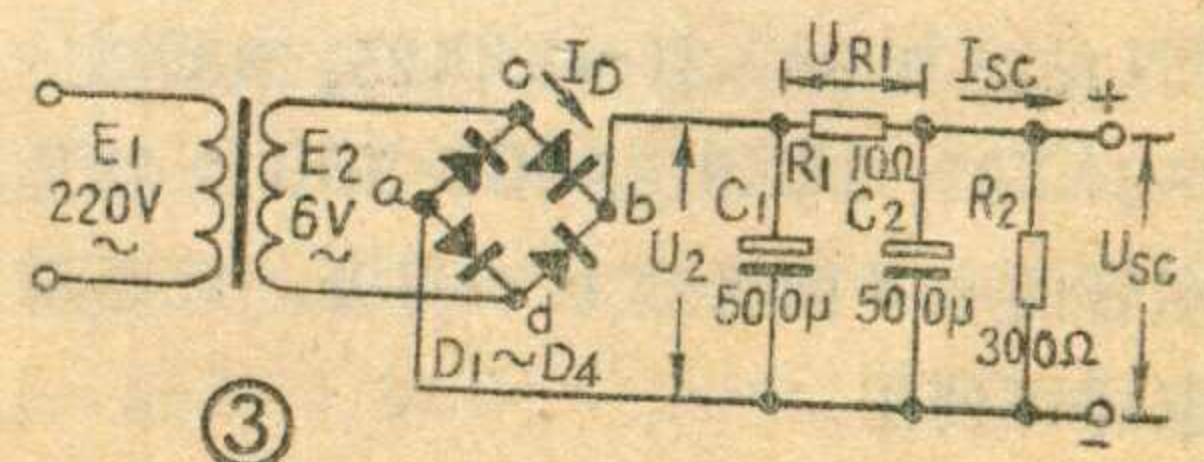 E1
220V
~
E2
6V
~
a
c
ID
b
d
D1~D4
U2
UR1
R1 10Ω
C1
500μ
C2
500μ
ISC
R2
300Ω
+
USC
-
③